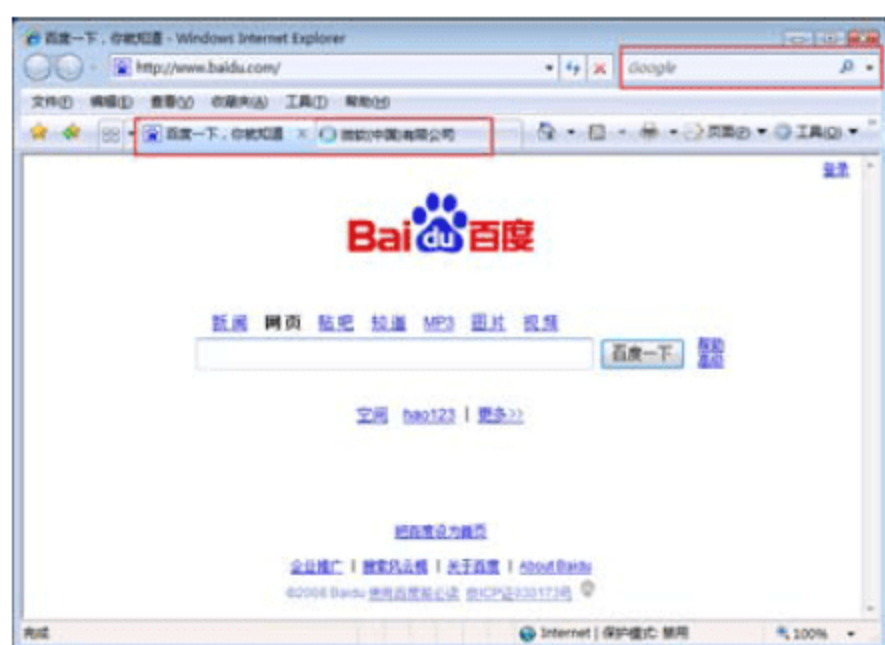 百度一下，你就知道 - Windows Internet Explorer
http://www.baidu.com/
Google
文件(F) 编辑(E) 查看(V) 收藏夹(A) 工具(T) 帮助(H)
百度一下，你就知道 微软(中国)有限公司 页面(P) 工具(O)
登录
Baidu百度
新闻 网页 贴吧 知道 MP3 图片 视频
百度一下
帮助
高级
空间 hao123 | 更多>>
把百度设为首页
企业推广 | 搜索风云榜 | 关于百度 | About Baidu
©2008 Baidu 使用百度前必读 京ICP证030173号
完成 Internet | 保护模式: 禁用 100%